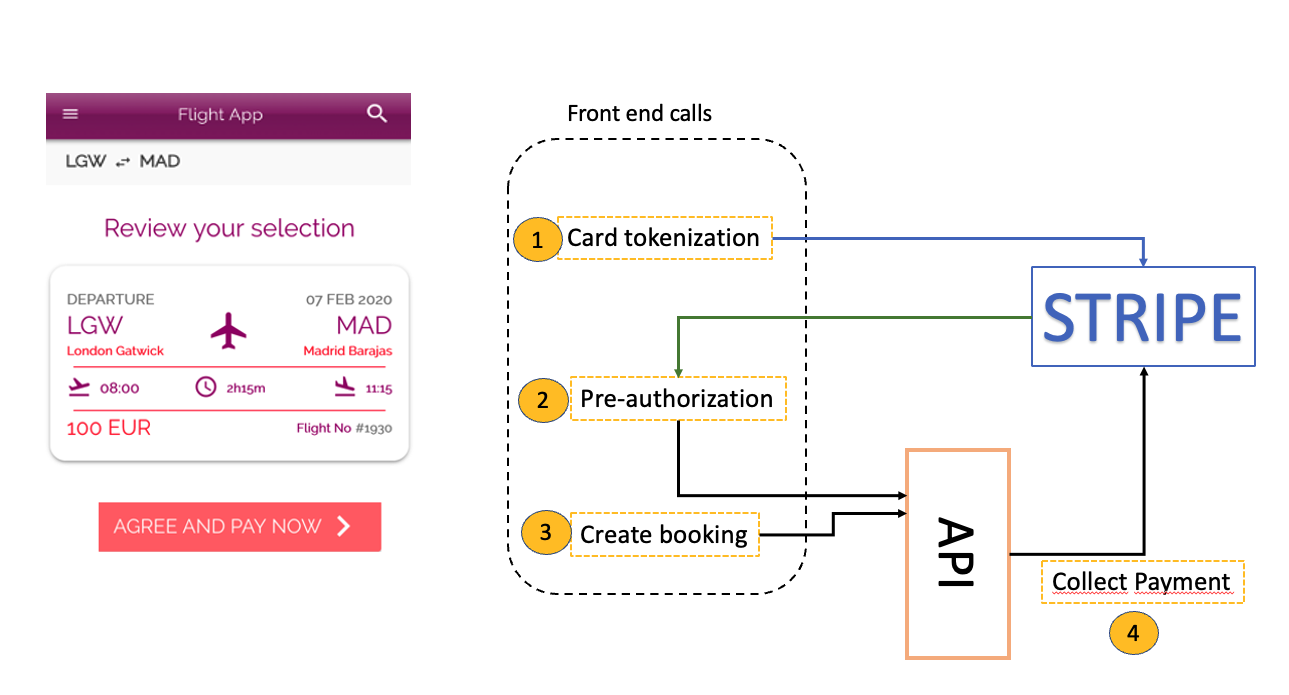 Flight App
LGW MAD
Review your selection
DEPARTURE 07 FEB 2020
LGW MAD
London Gatwick Madrid Barajas
08:00 2h15m 11:15
100 EUR Flight No #1930
AGREE AND PAY NOW
Front end calls
1 Card tokenization
STRIPE
2 Pre-authorization
3 Create booking
API
Collect Payment
4